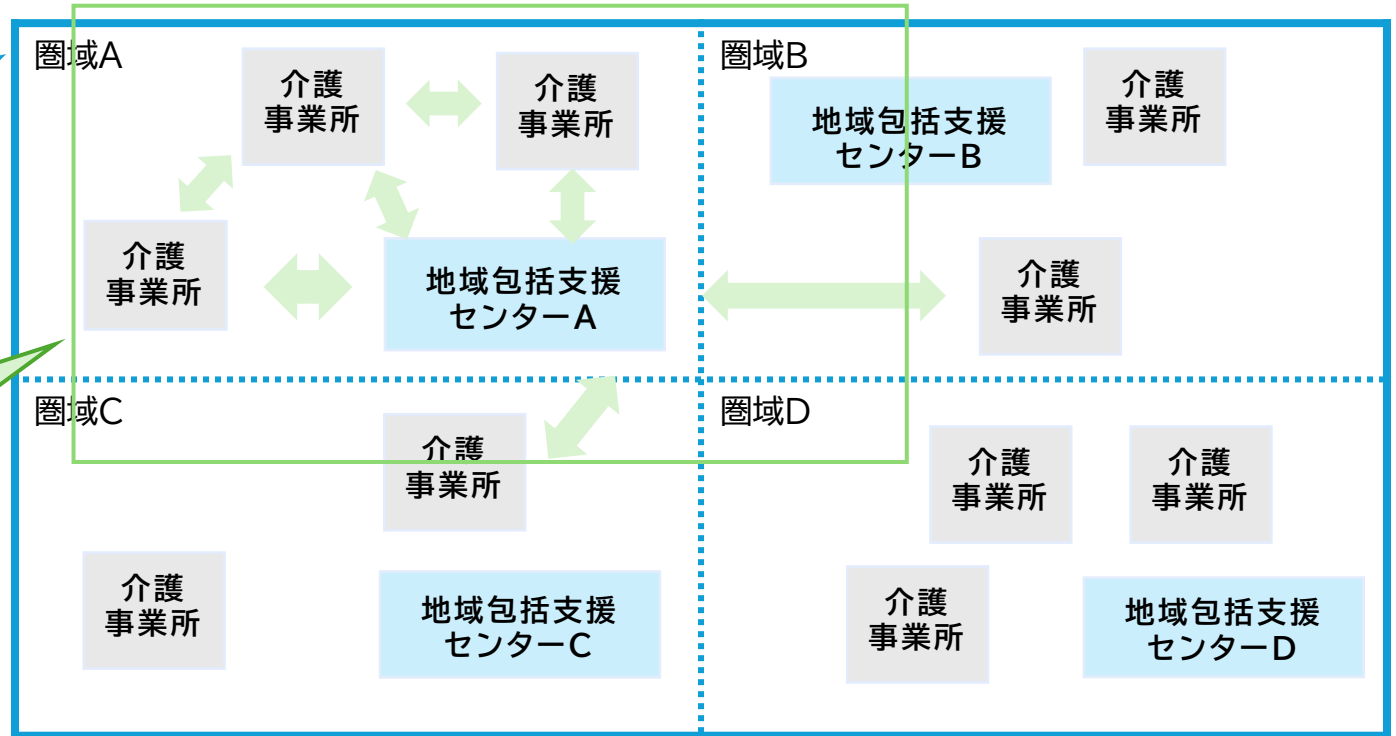 圏域A
介護
事業所
介護
事業所
介護
事業所
地域包括支援
センターA
圏域B
地域包括支援
センターB
介護
事業所
介護
事業所
圏域C
介護
事業所
介護
事業所
地域包括支援
センターC
圏域D
介護
事業所
介護
事業所
介護
事業所
地域包括支援
センターD